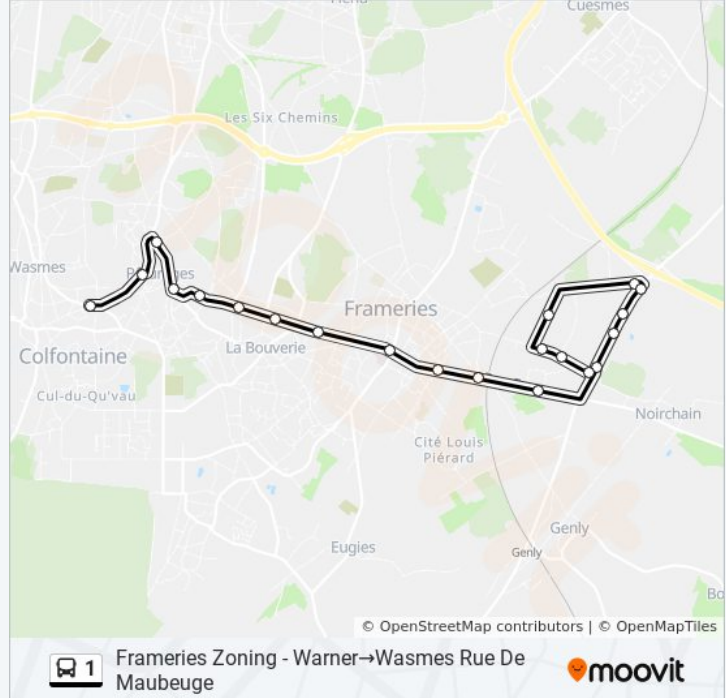 Cuesmes
Les Six Chemins
Wasmes
Frameries
La Bouverie
Colfontaine
Cul-du-Qu'vau
Noirchain
Cité Louis
Piérard
Genly
Eugies
Genly
© OpenStreetMap contributors | © OpenMapTiles
1
Frameries Zoning - Warner→Wasmes Rue De
Maubeuge
moovit